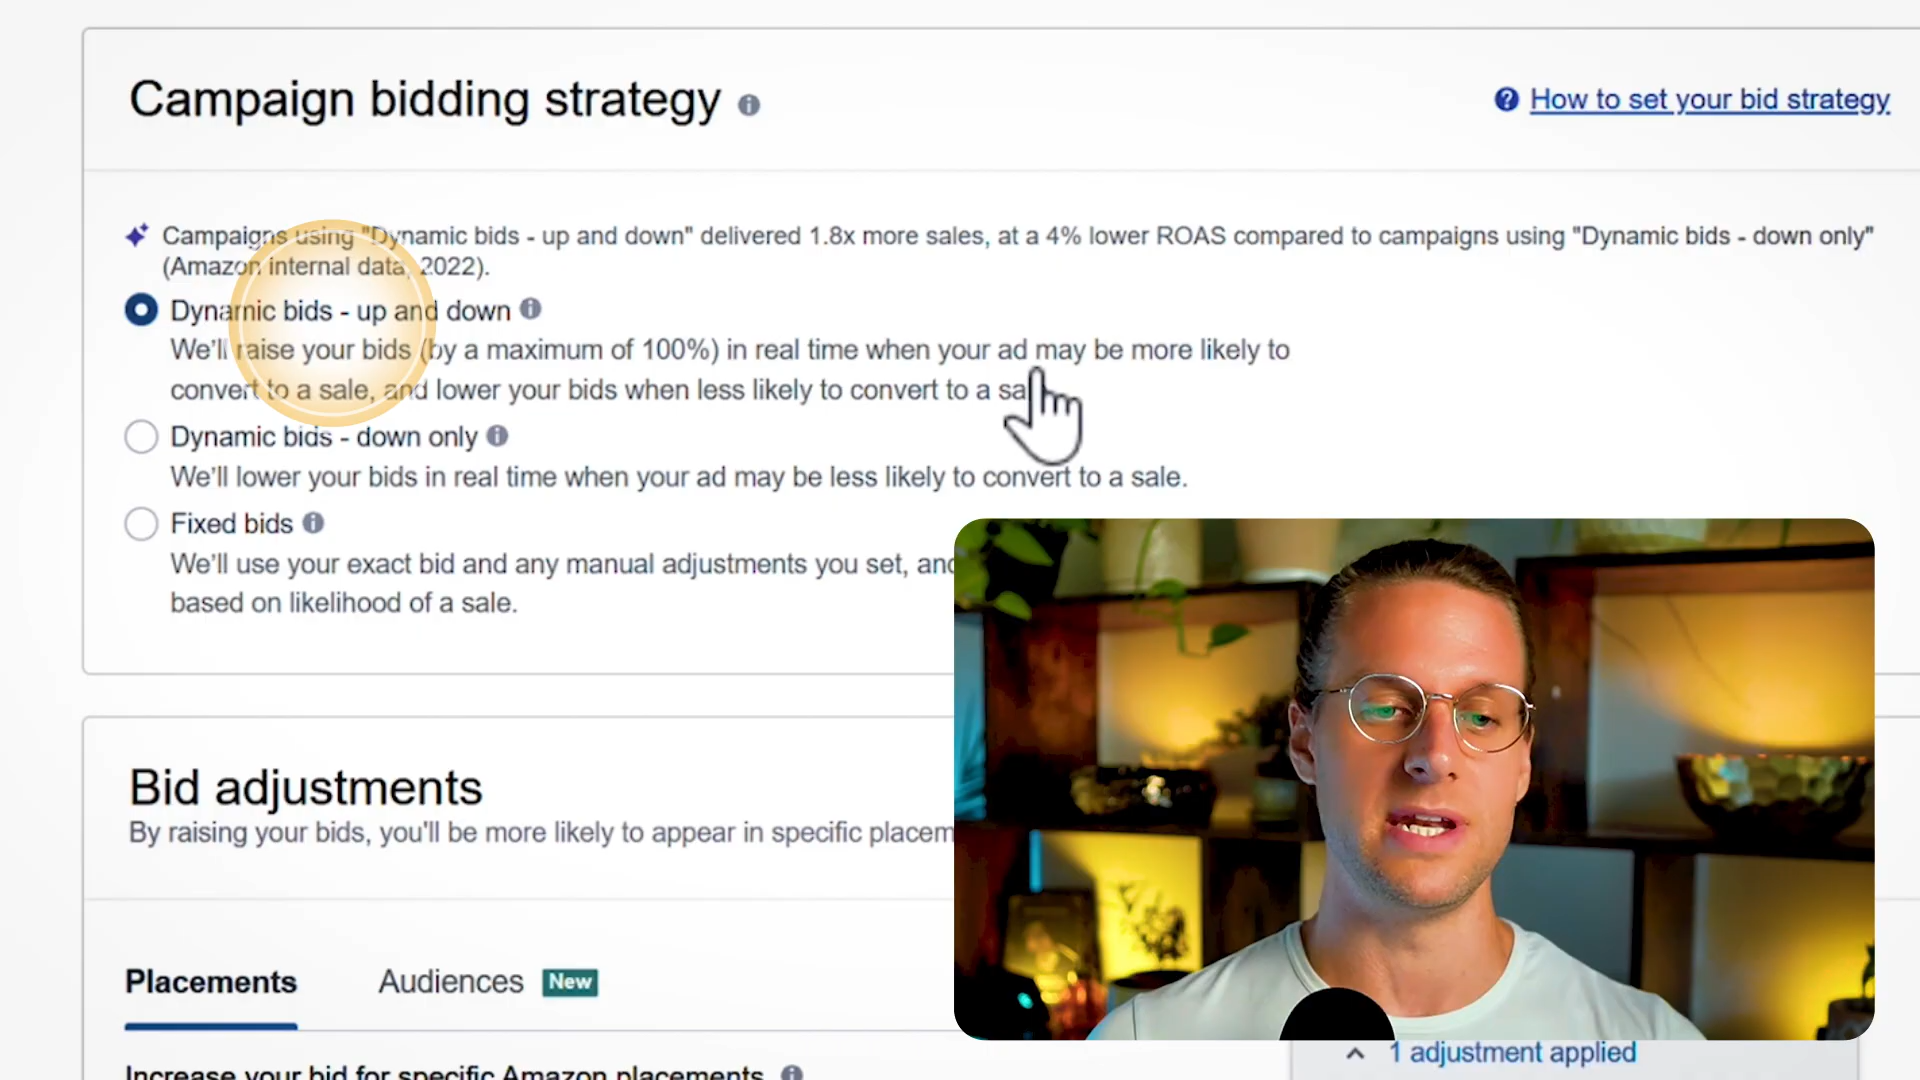 Campaign bidding strategy
How to set your bid strategy
Campaigns using "Dynamic bids - up and down" delivered 1.8x more sales, at a 4% lower ROAS compared to campaigns using "Dynamic bids - down only"
(Amazon internal data, 2022).
Dynamic bids - up and down
We'll raise your bids (by a maximum of 100%) in real time when your ad may be more likely to
convert to a sale, and lower your bids when less likely to convert to a
Dynamic bids - down only
We'll lower your bids in real time when your ad may be less likely to convert to a sale.
Fixed bids
We'll use your exact bid and any manual adjustments you set,
based on likelihood of a sale.
Bid adjustments
By raising your bids, you'll be more likely to appear in specific
Placements
Audiences New
Increase your bid for specific Amazon placements
1 adjustment applied